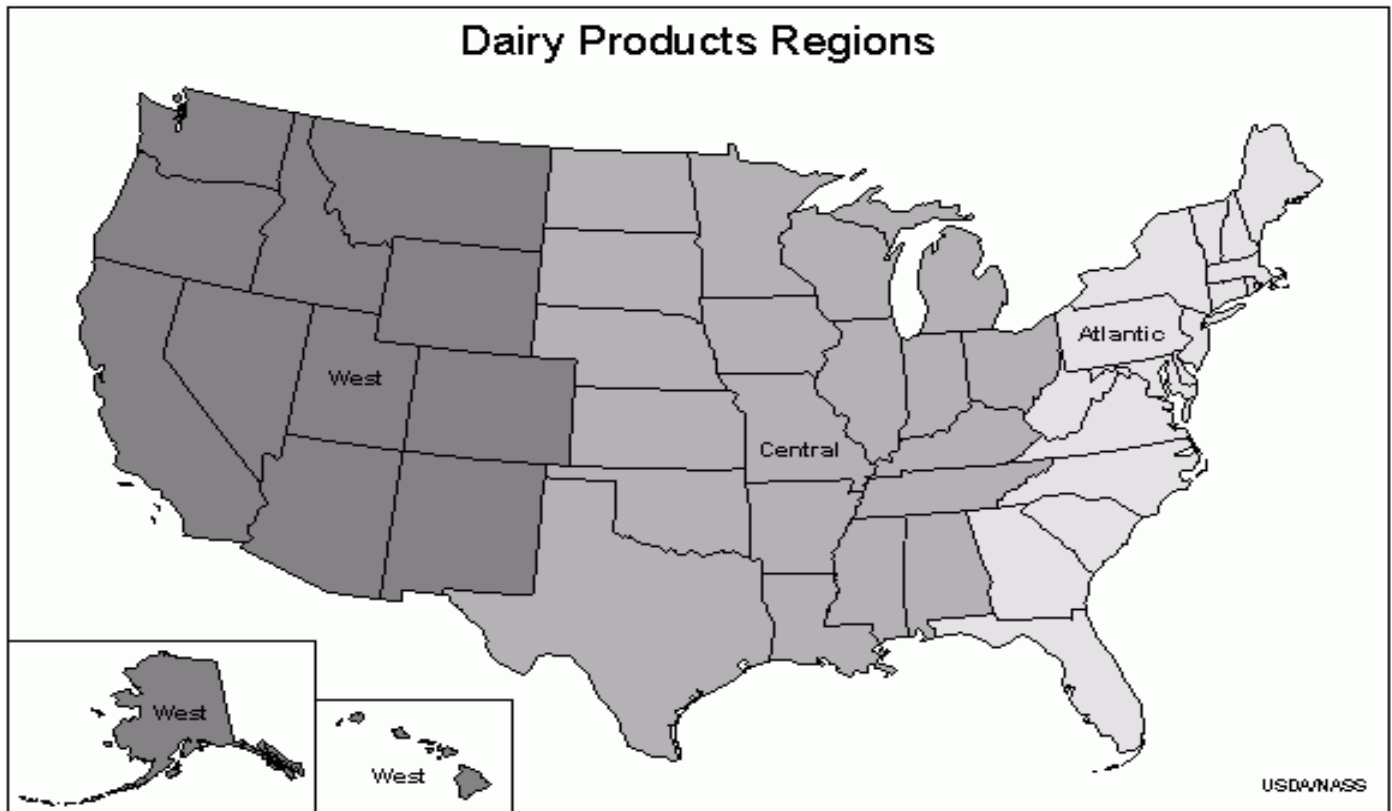 Dairy Products Regions
Atlantic
West
Central
West
West
USDA/NASS